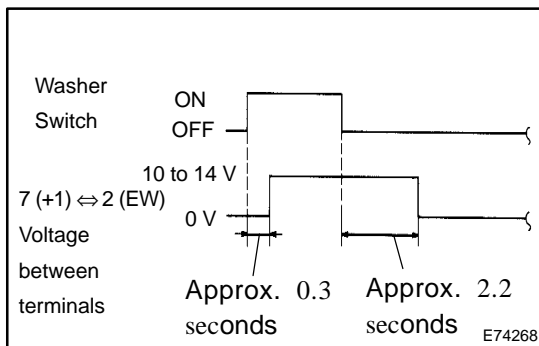 Washer
Switch
ON
OFF
10 to 14 V
7 (+1) ⇔ 2 (EW)
0 V
Voltage
between
terminals
Approx. 0.3
seconds
Approx. 2.2
seconds
E74268